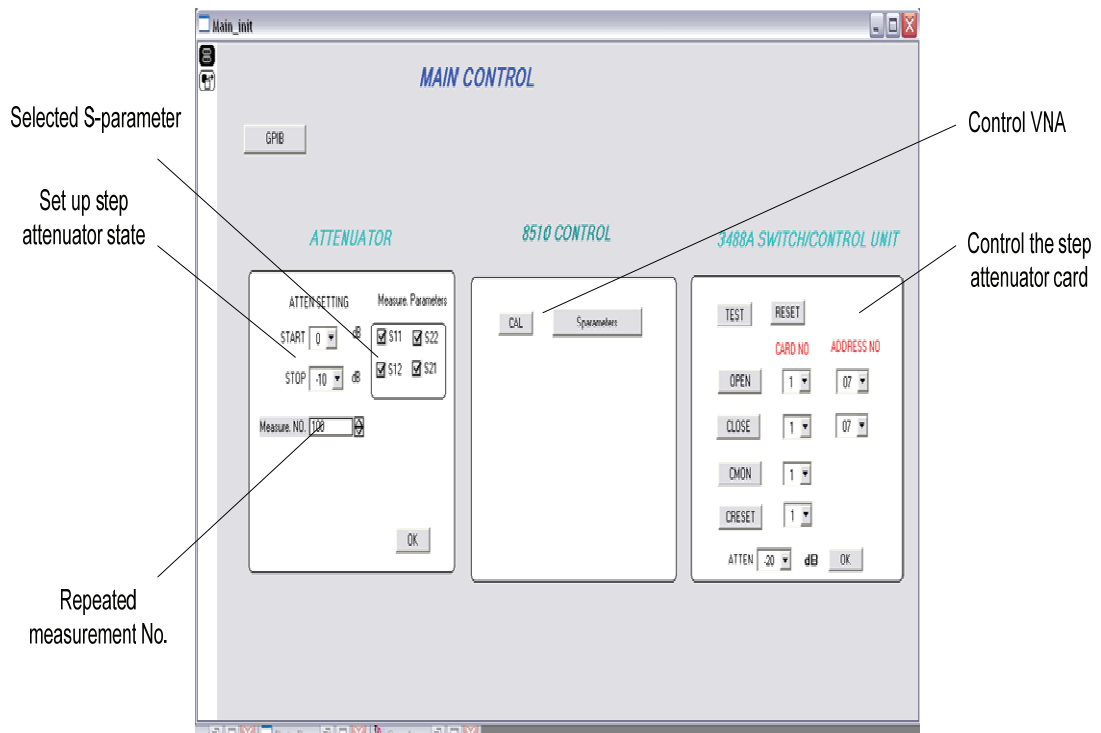 Main_init
MAIN CONTROL
GPIB
Selected S-parameter
Set up step
attenuator state
Repeated
measurement No.
Control VNA
Control the step
attenuator card
ATTENUATOR
ATTEN SETTING
START 0 dB
STOP -10 dB
Measure. Parameters
S11 S22
S12 S21
Measure. NO. 100
OK
8510 CONTROL
CAL Sparameters
3488A SWITCH/CONTROL UNIT
TEST RESET
CARD NO ADDRESS NO
OPEN 1 07
CLOSE 1 07
CMON 1
CRESET 1
ATTEN -20 dB OK